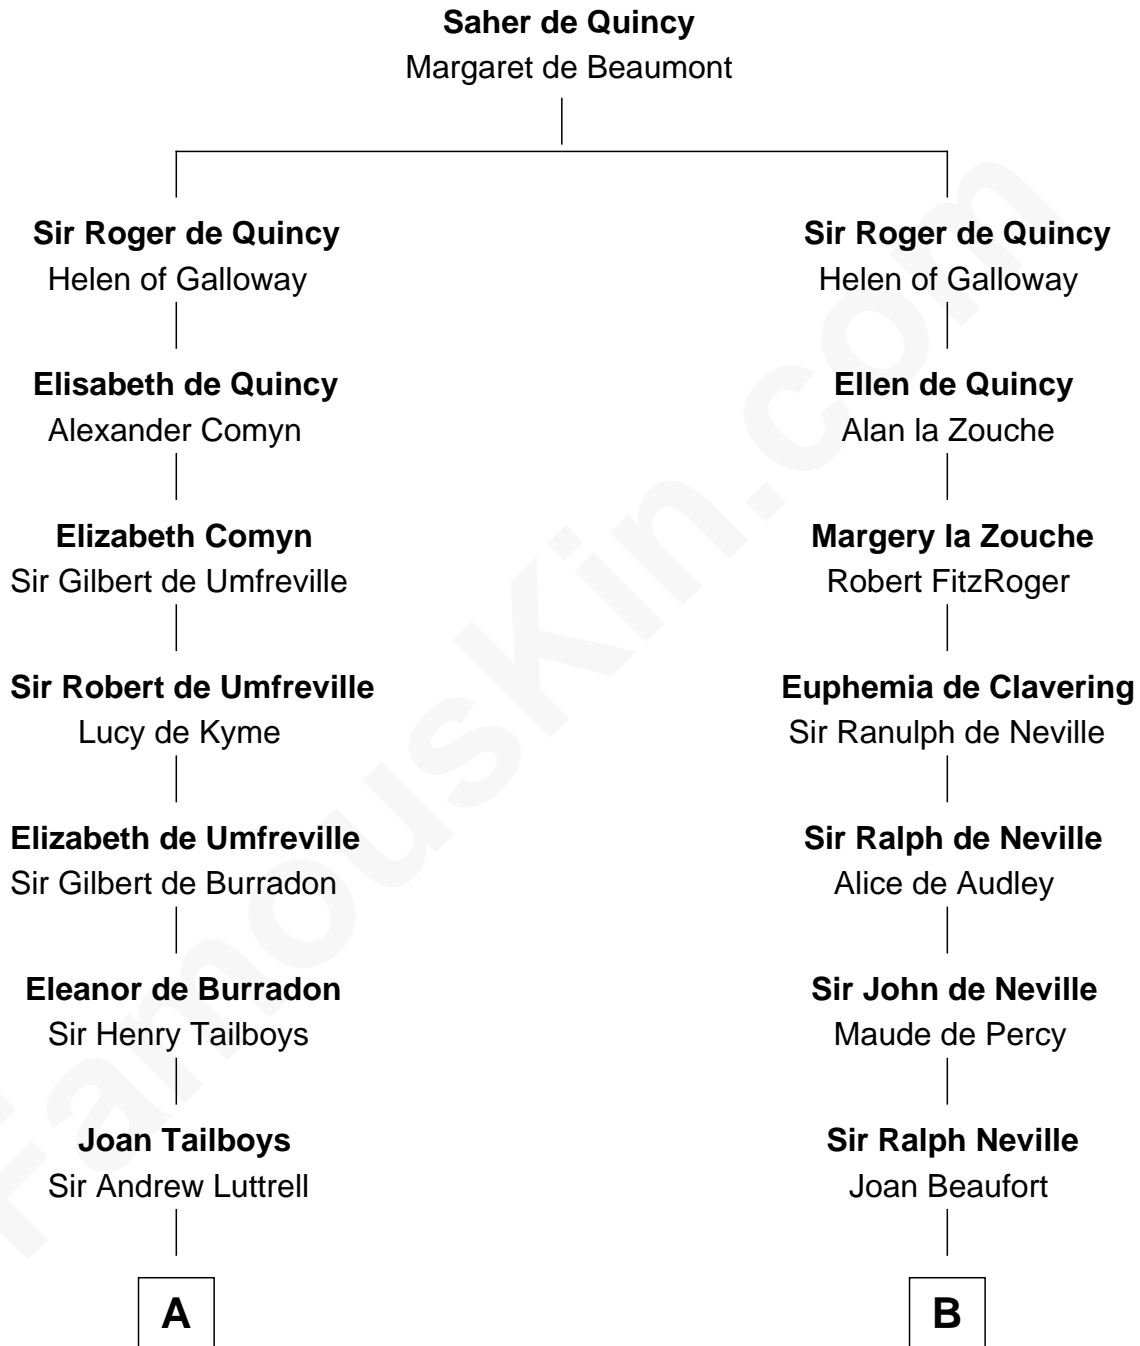 Saher de Quincy
Margaret de Beaumont
Sir Roger de Quincy
Helen of Galloway
Sir Roger de Quincy
Helen of Galloway
Elisabeth de Quincy
Alexander Comyn
Ellen de Quincy
Alan la Zouche
Elizabeth Comyn
Sir Gilbert de Umfreville
Margery la Zouche
Robert FitzRoger
Sir Robert de Umfreville
Lucy de Kyme
Euphemia de Clavering
Sir Ranulph de Neville
Elizabeth de Umfreville
Sir Gilbert de Burradon
Sir Ralph de Neville
Alice de Audley
Eleanor de Burradon
Sir Henry Tailboys
Sir John de Neville
Maude de Percy
Joan Tailboys
Sir Andrew Luttrell
Sir Ralph Neville
Joan Beaufort
A
B
FamousKin.com